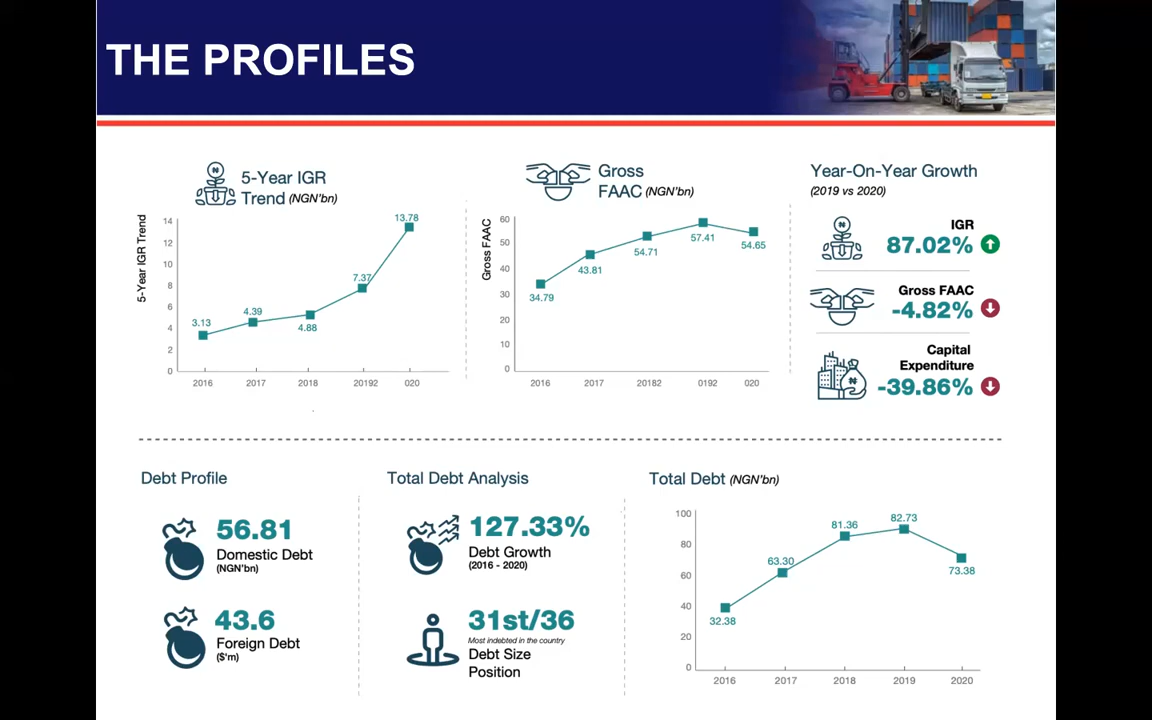 THE PROFILES
5-Year IGR
Trend (NGN'bn)
5-Year IGR Trend
14
12
10
8
6
4
2
0
3.13
4.39
4.88
7.37
13.78
2016
2017
2018
20192
020
Gross
FAAC (NGN'bn)
Gross FAAC
60
50
40
30
20
10
0
34.79
43.81
54.71
57.41
54.65
2016
2017
20182
0192
020
Year-On-Year Growth
(2019 vs 2020)
IGR
87.02%
Gross FAAC
-4.82%
Capital
Expenditure
-39.86%
Debt Profile
56.81
Domestic Debt
(NGN'bn)
43.6
Foreign Debt
($'m)
Total Debt Analysis
127.33%
Debt Growth
(2016 - 2020)
31st/36
Most indebted in the country
Debt Size
Position
Total Debt (NGN'bn)
100
80
60
40
20
0
32.38
63.30
81.36
82.73
73.38
2016
2017
2018
2019
2020